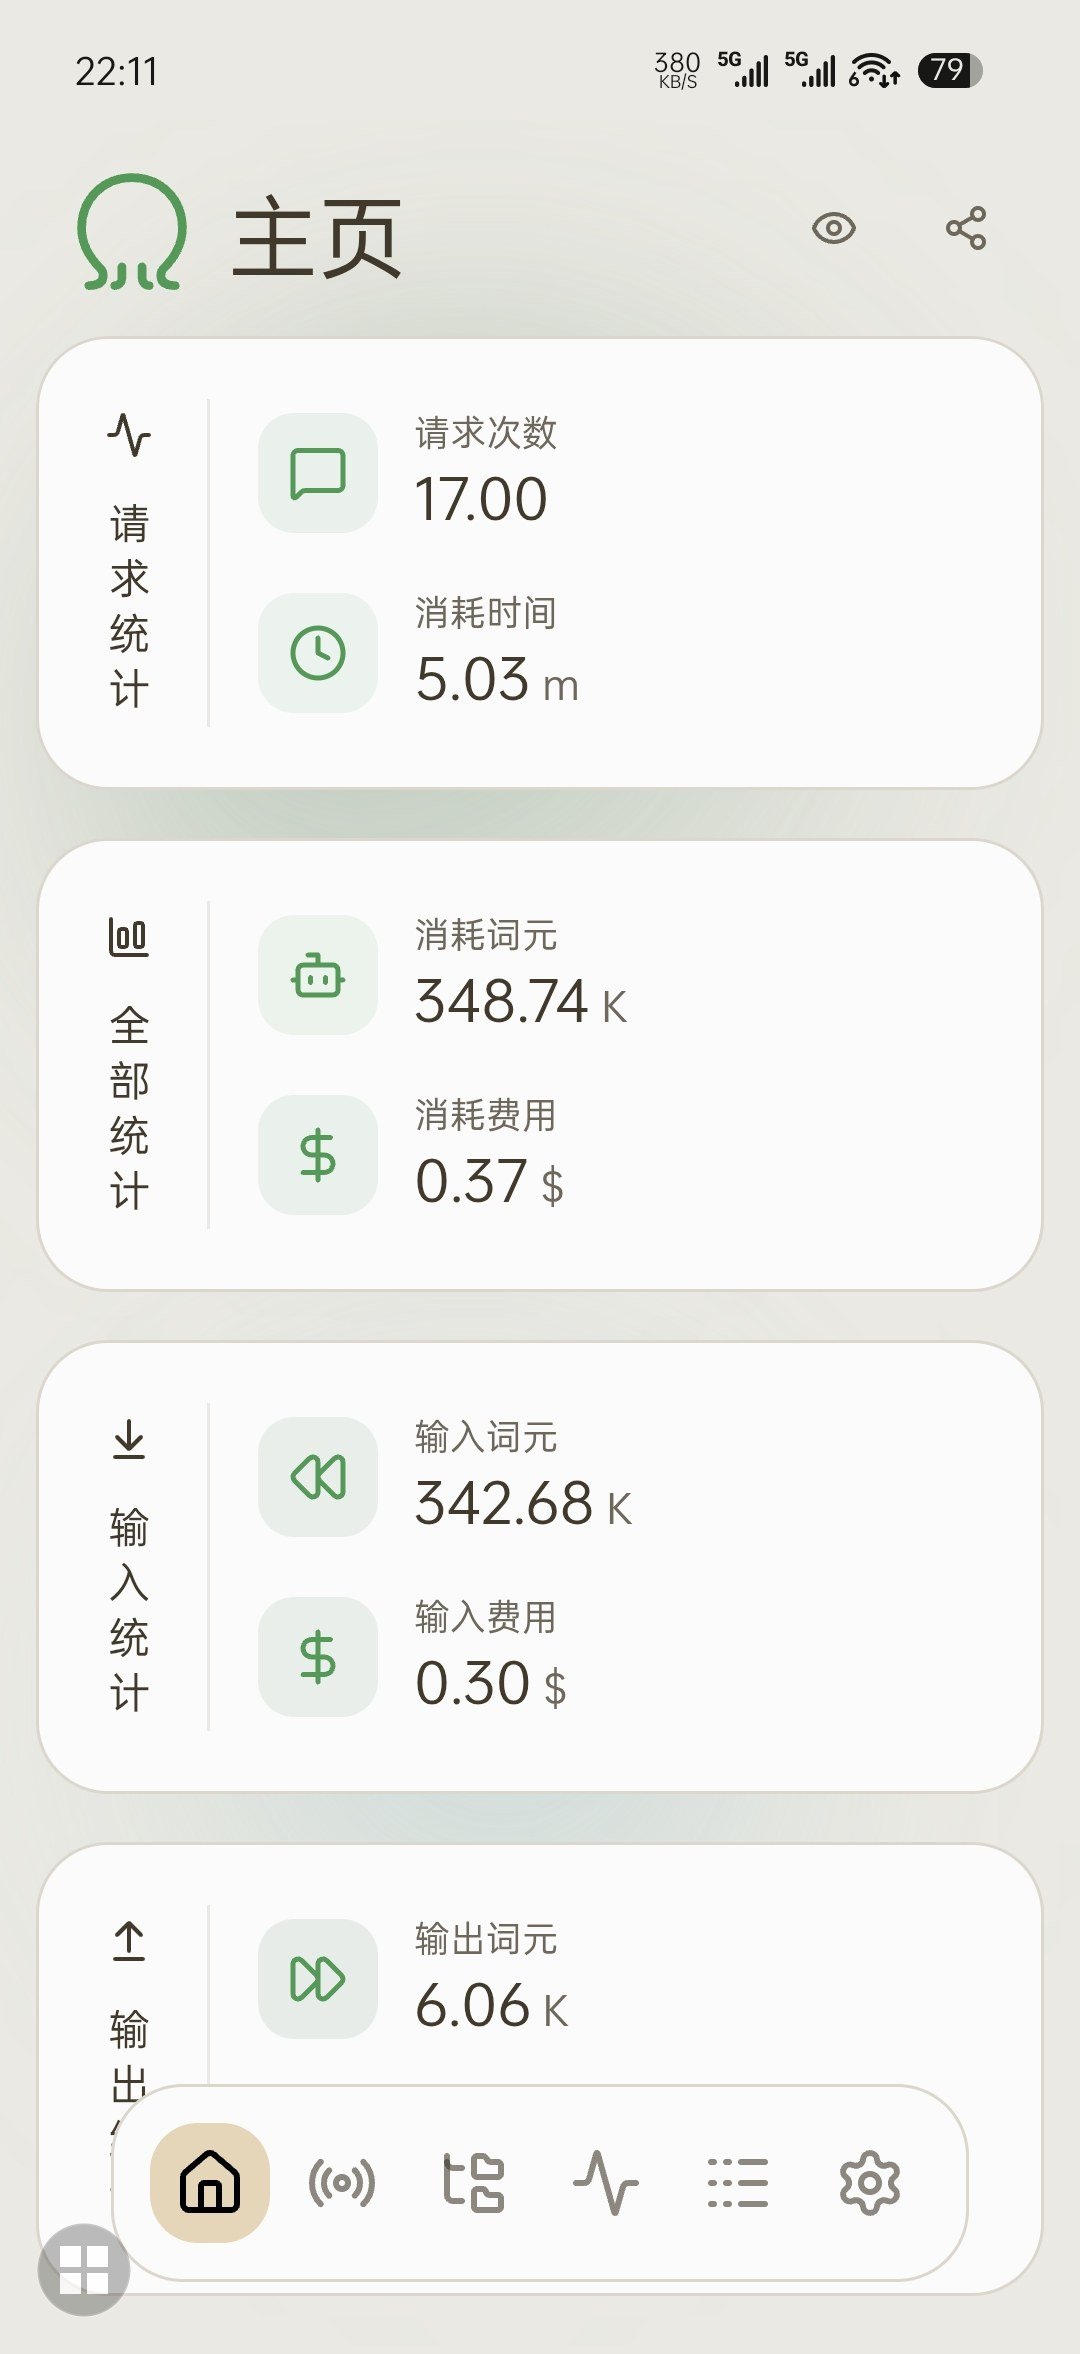 22:11
380
KB/S
5G
5G
6
79
主页
请求统计
请求次数
17.00
消耗时间
5.03 m
全部统计
消耗词元
348.74 K
消耗费用
0.37 $
输入统计
输入词元
342.68 K
输入费用
0.30 $
输出
输出词元
6.06 K